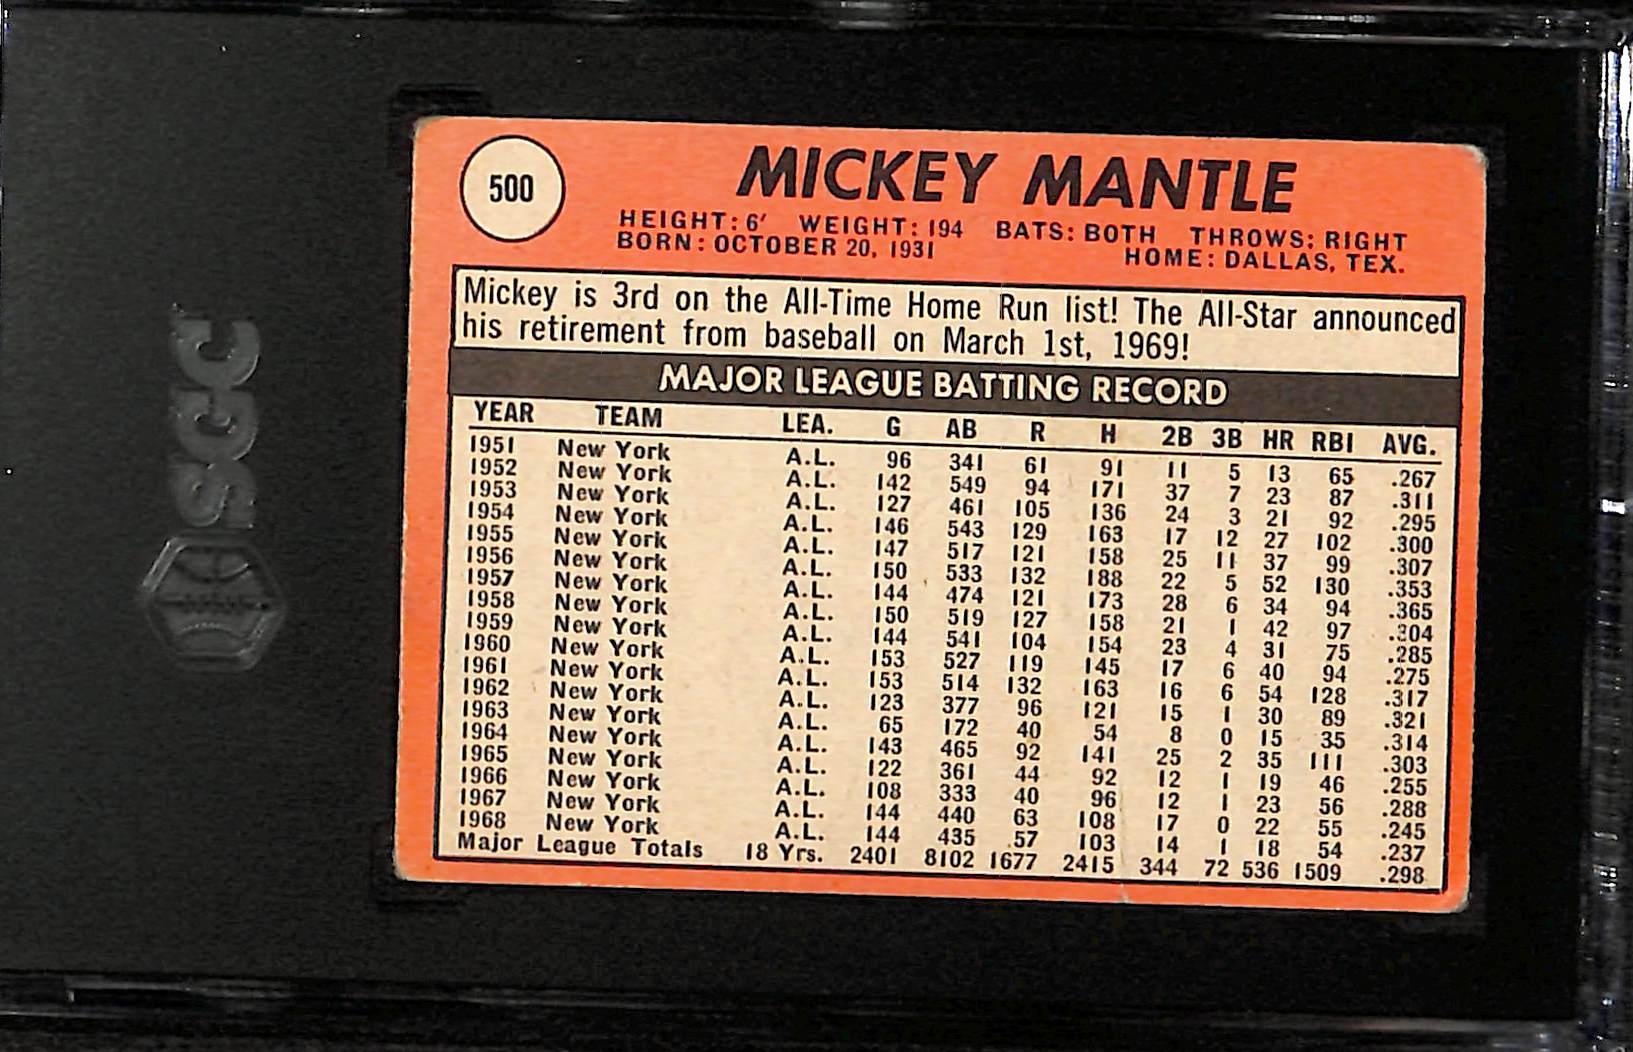 SGC
500
MICKEY MANTLE
HEIGHT: 6′ WEIGHT: 194 BATS: BOTH THROWS: RIGHT
BORN: OCTOBER 20, 1931 HOME: DALLAS, TEX.
Mickey is 3rd on the All-Time Home Run list! The All-Star announced
his retirement from baseball on March 1st, 1969!
MAJOR LEAGUE BATTING RECORD
YEAR TEAM LEA. G AB R H 2B 3B HR RBI AVG.
1951 New York A.L. 96 341 61 91 11 5 13 65 .267
1952 New York A.L. 142 549 94 171 37 7 23 87 .311
1953 New York A.L. 127 461 105 136 24 3 21 92 .295
1954 New York A.L. 146 543 129 163 17 12 27 102 .300
1955 New York A.L. 147 517 121 158 25 11 37 99 .307
1956 New York A.L. 150 533 132 188 22 5 52 130 .353
1957 New York A.L. 144 474 121 173 28 6 34 94 .365
1958 New York A.L. 150 519 127 158 21 1 42 97 .304
1959 New York A.L. 144 541 104 154 23 4 31 75 .285
1960 New York A.L. 153 527 119 145 17 6 40 94 .275
1961 New York A.L. 153 514 132 163 16 6 54 128 .317
1962 New York A.L. 123 377 96 121 15 1 30 89 .321
1963 New York A.L. 65 172 40 54 8 0 15 35 .314
1964 New York A.L. 143 465 92 141 25 2 35 111 .303
1965 New York A.L. 122 361 44 92 12 1 19 46 .255
1966 New York A.L. 108 333 40 96 12 1 23 56 .288
1967 New York A.L. 144 440 63 108 17 0 22 55 .245
1968 New York A.L. 144 435 57 103 14 1 18 54 .237
Major League Totals 18 Yrs. 2401 8102 1677 2415 344 72 536 1509 .298